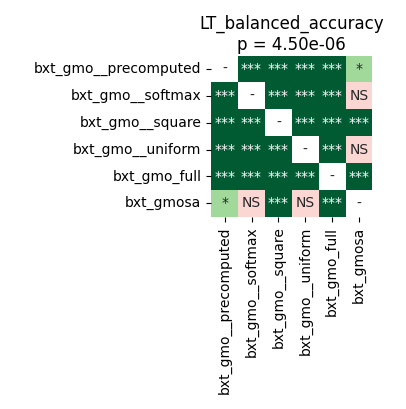 LT_balanced_accuracy
p = 4.50e-06
bxt_gmo__precomputed - *** *** *** *** *
bxt_gmo__softmax *** - *** *** *** NS
bxt_gmo__square *** *** - *** *** ***
bxt_gmo__uniform *** *** *** - *** NS
bxt_gmo_full *** *** *** *** - ***
bxt_gmosa * NS *** NS *** -
bxt_gmo__precomputed
bxt_gmo__softmax
bxt_gmo__square
bxt_gmo__uniform
bxt_gmo_full
bxt_gmosa